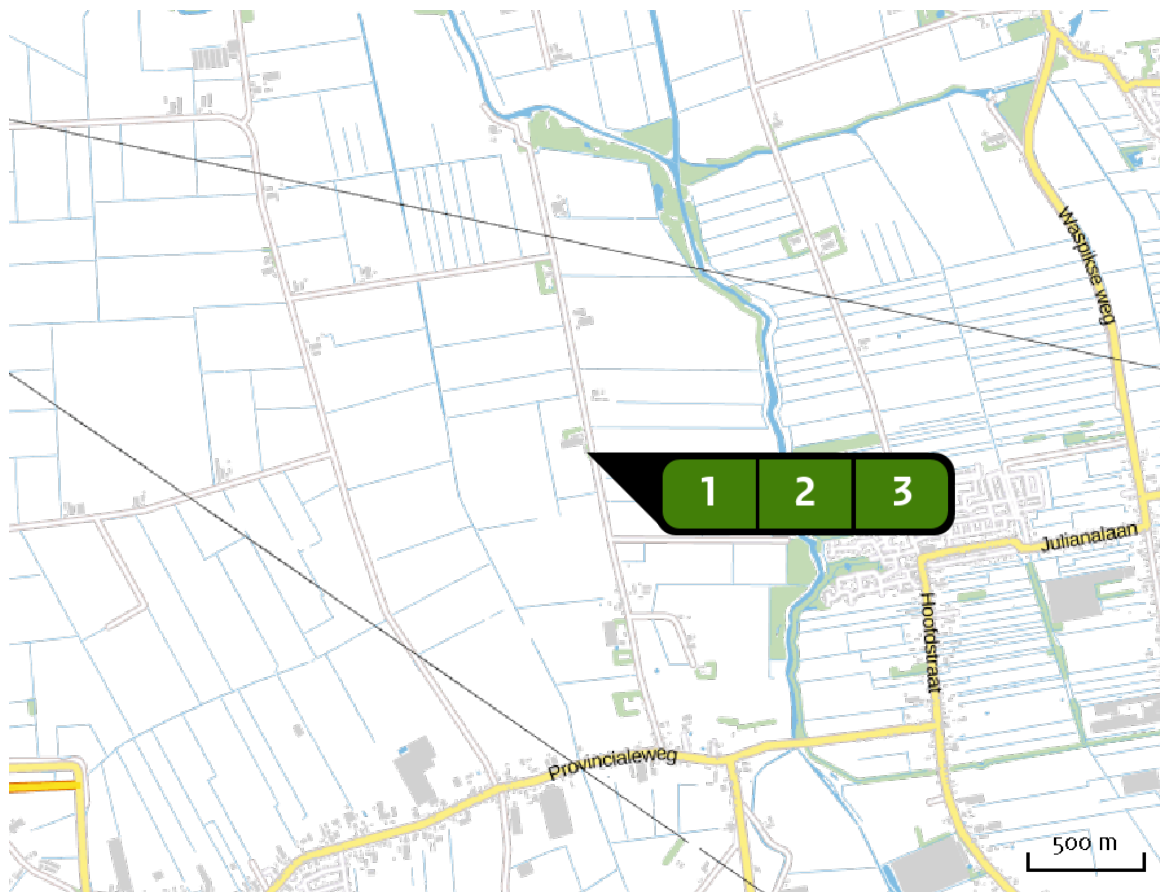 Waspikse weg
1 2 3
Julianalaan
Hoofdstraat
Provincialeweg
500 m